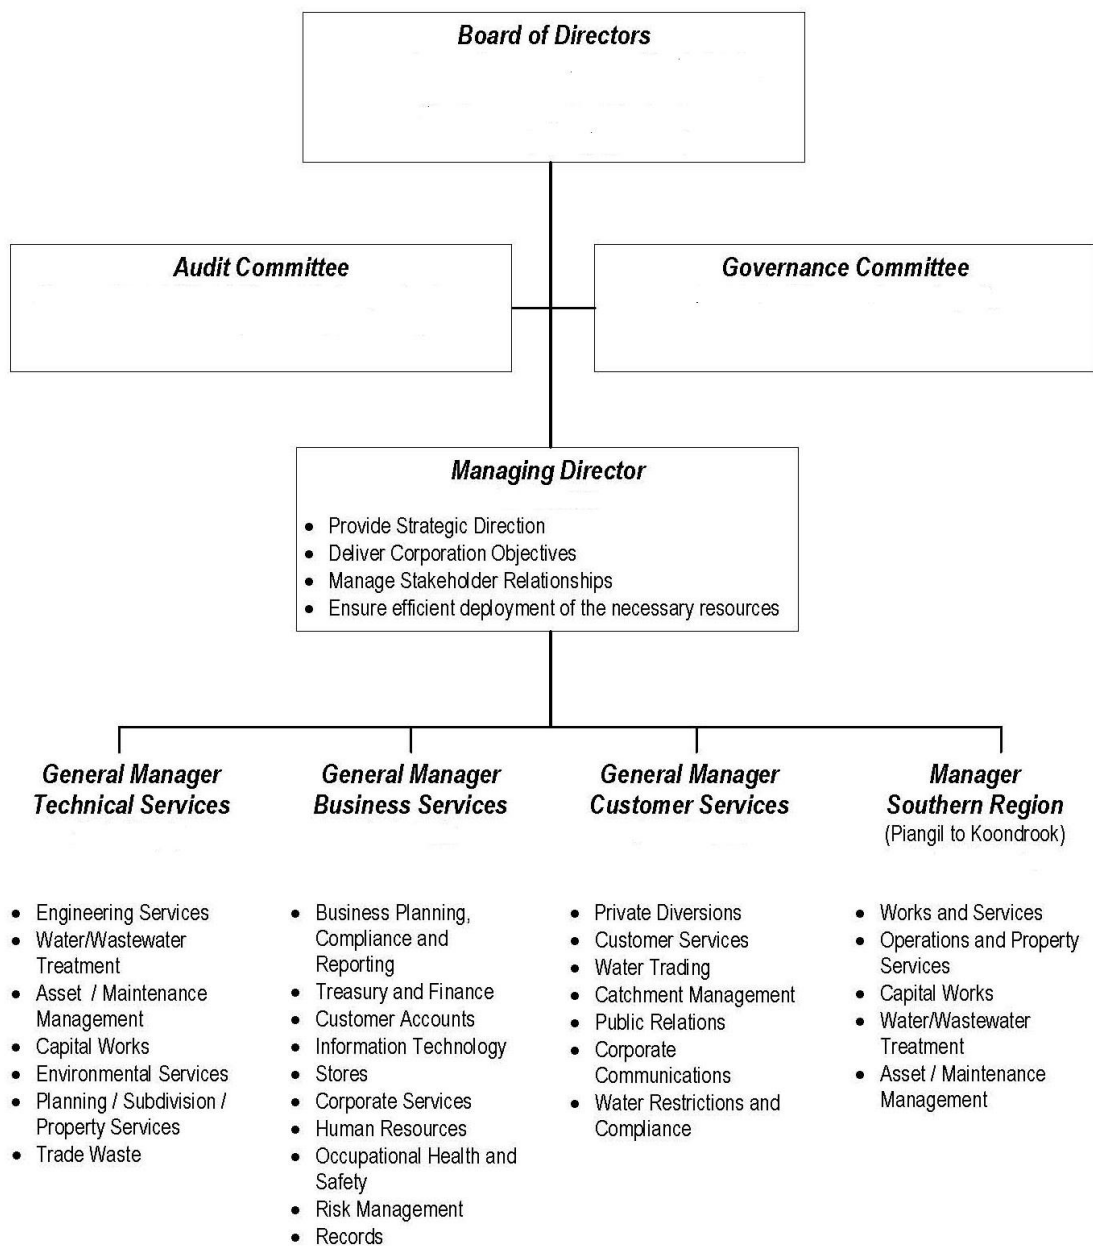 Board of Directors
Audit Committee
Governance Committee
Managing Director
• Provide Strategic Direction
• Deliver Corporation Objectives
• Manage Stakeholder Relationships
• Ensure efficient deployment of the necessary resources
General Manager
Technical Services
• Engineering Services
• Water/Wastewater
Treatment
• Asset / Maintenance
Management
• Capital Works
• Environmental Services
• Planning / Subdivision /
Property Services
• Trade Waste
General Manager
Business Services
• Business Planning,
Compliance and
Reporting
• Treasury and Finance
• Customer Accounts
• Information Technology
• Stores
• Corporate Services
• Human Resources
• Occupational Health and
Safety
• Risk Management
• Records
General Manager
Customer Services
• Private Diversions
• Customer Services
• Water Trading
• Catchment Management
• Public Relations
• Corporate
Communications
• Water Restrictions and
Compliance
Manager
Southern Region
(Piangil to Koondrook)
• Works and Services
• Operations and Property
Services
• Capital Works
• Water/Wastewater
Treatment
• Asset / Maintenance
Management